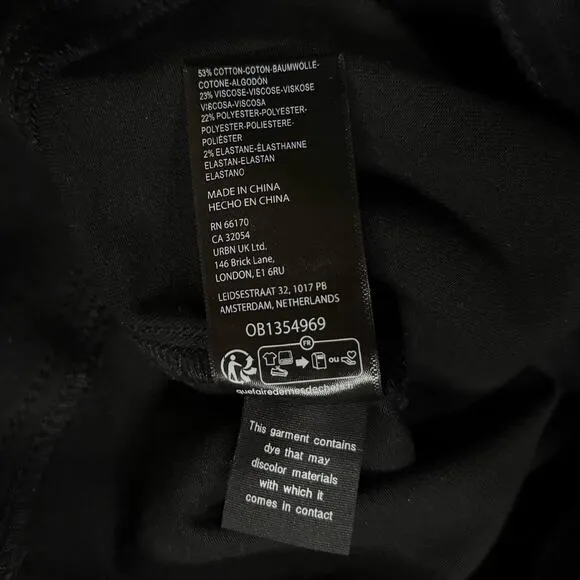 53% COTTON-COTON-BAUMWOLLE-
COTONE-ALGODÓN
23% VISCOSE-VISCOSE-VISKOSE
VISCOSA-VISCOSA
22% POLYESTER-POLYESTER-
POLYESTER-POLIESTERE-
POLIÉSTER
2% ELASTANE-ÉLASTHANNE
ELASTAN-ELASTAN
ELASTANO
MADE IN CHINA
HECHO EN CHINA
RN 66170
CA 32054
URBN UK Ltd.
146 Brick Lane,
LONDON, E1 6RU
LEIDSESTRAAT 32, 1017 PB
AMSTERDAM, NETHERLANDS
OB1354969
FR
OU
quefairedemesdechet
This garment contains
dye that may
discolor materials
with which it
comes in contact